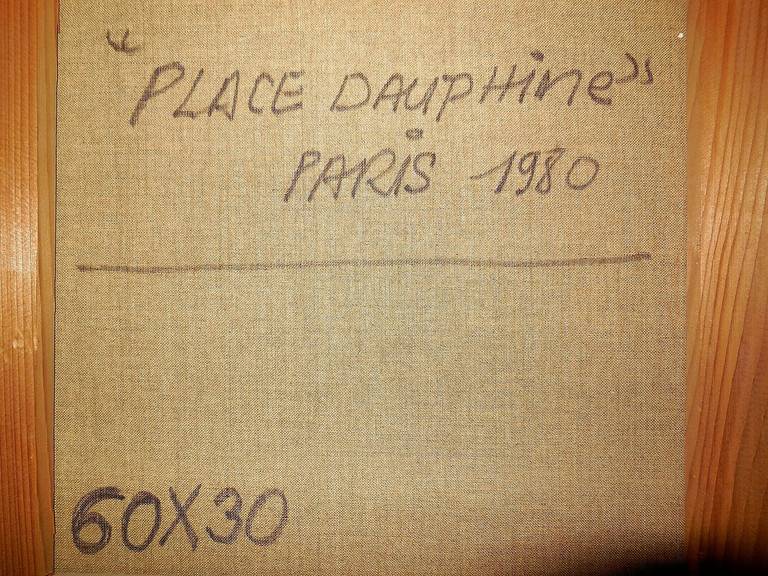 "PLACE DAUPHiNe"
PARiS 1980
60X30